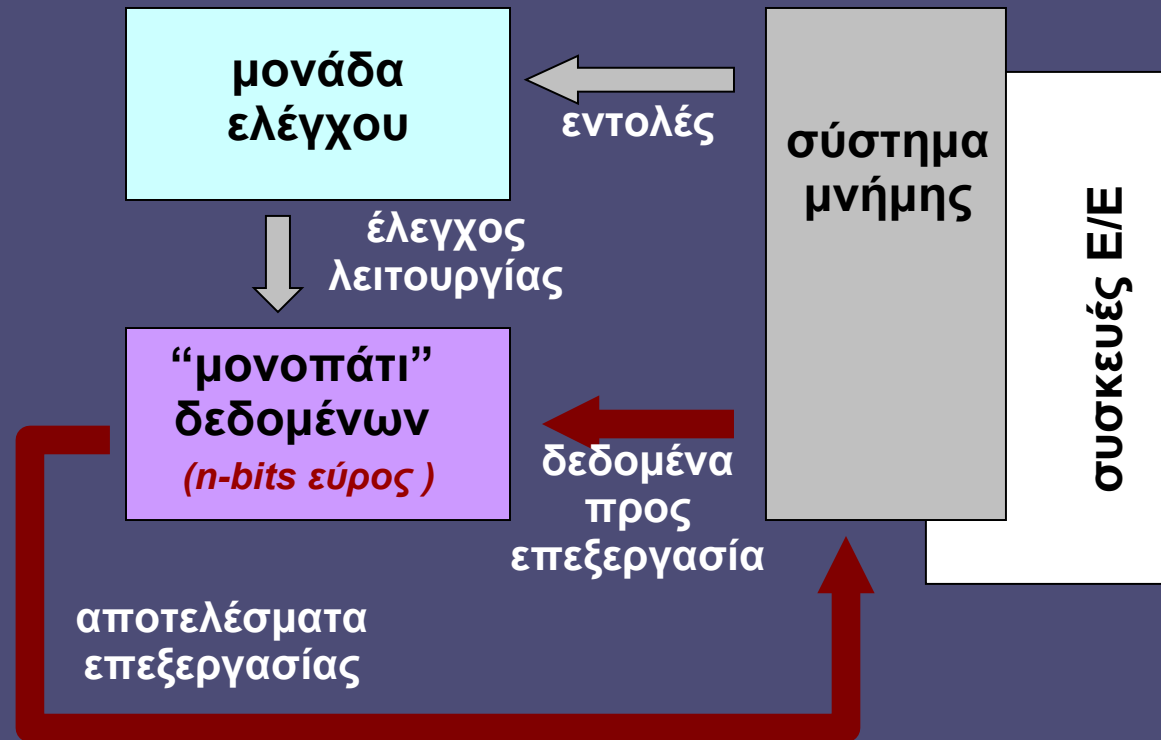 μονάδα
ελέγχου
εντολές
σύστημα
μνήμης
συσκευές Ε/Ε
έλεγχος
λειτουργίας
“μονοπάτι”
δεδομένων
(n-bits εύρος )
δεδομένα
προς
επεξεργασία
αποτελέσματα
επεξεργασίας